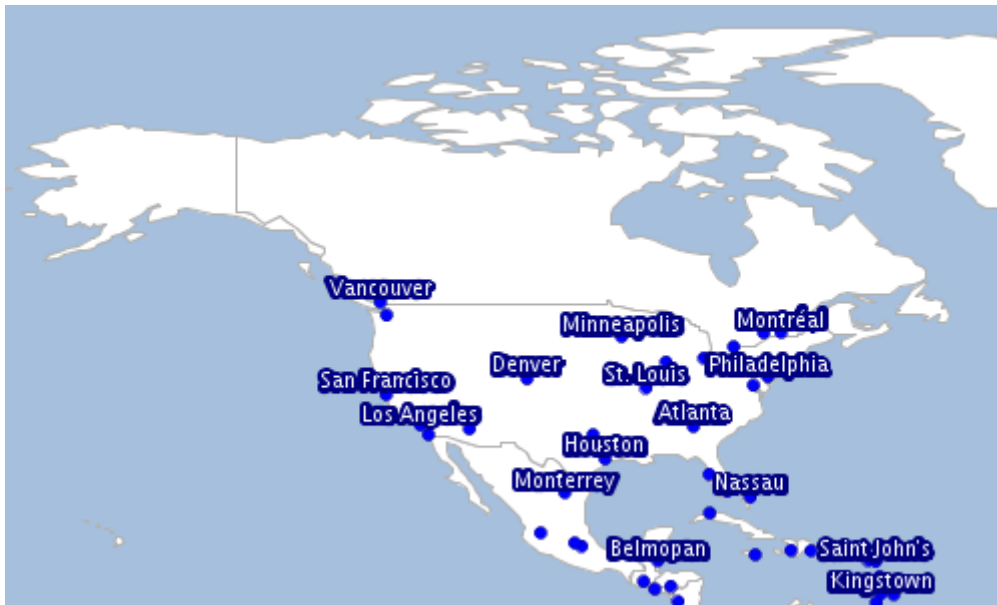 Vancouver
Minneapolis
Montréal
Denver
St. Louis
Philadelphia
San Francisco
Los Angeles
Atlanta
Houston
Monterrey
Nassau
Belmopan
Saint John's
Kingstown